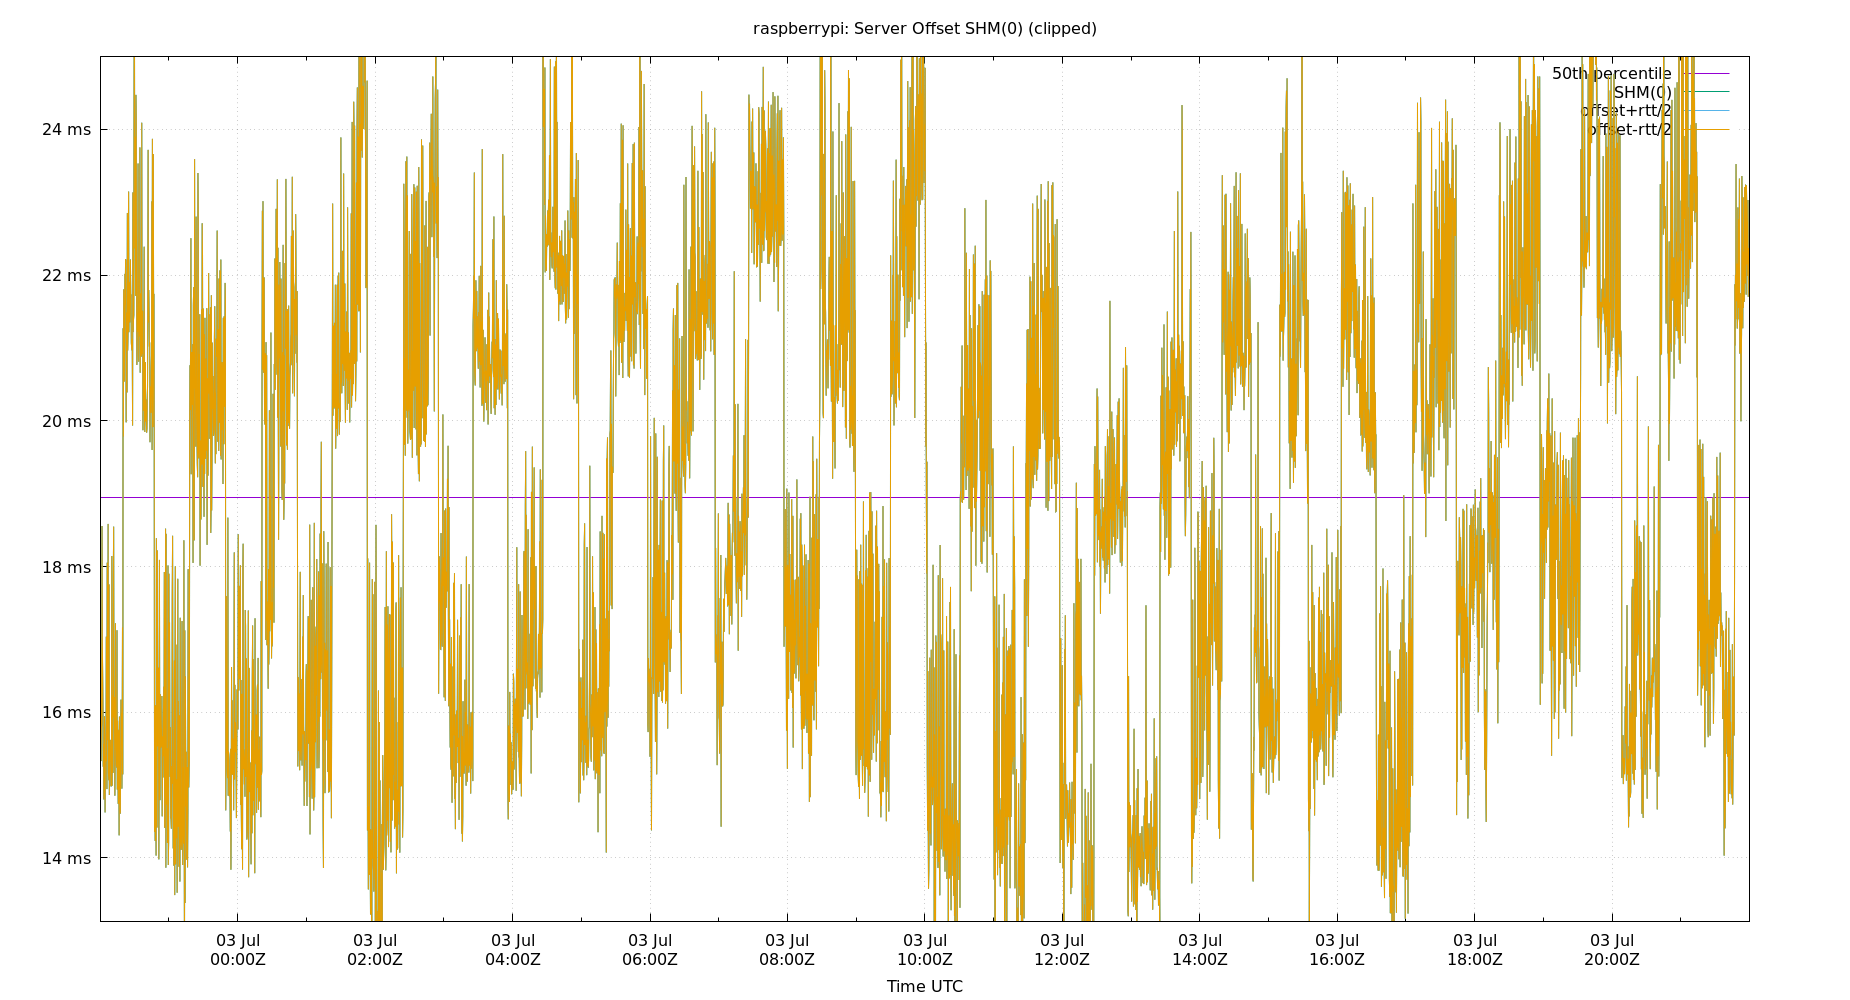 raspberrypi: Server Offset SHM(0) (clipped)
50th percentile
SHM(0)
offset+rtt/2
offset-rtt/2
24 ms
22 ms
20 ms
18 ms
16 ms
14 ms
03 Jul 03 Jul 03 Jul 03 Jul 03 Jul 03 Jul 03 Jul 03 Jul 03 Jul 03 Jul 03 Jul
00:00Z 02:00Z 04:00Z 06:00Z 08:00Z 10:00Z 12:00Z 14:00Z 16:00Z 18:00Z 20:00Z
Time UTC